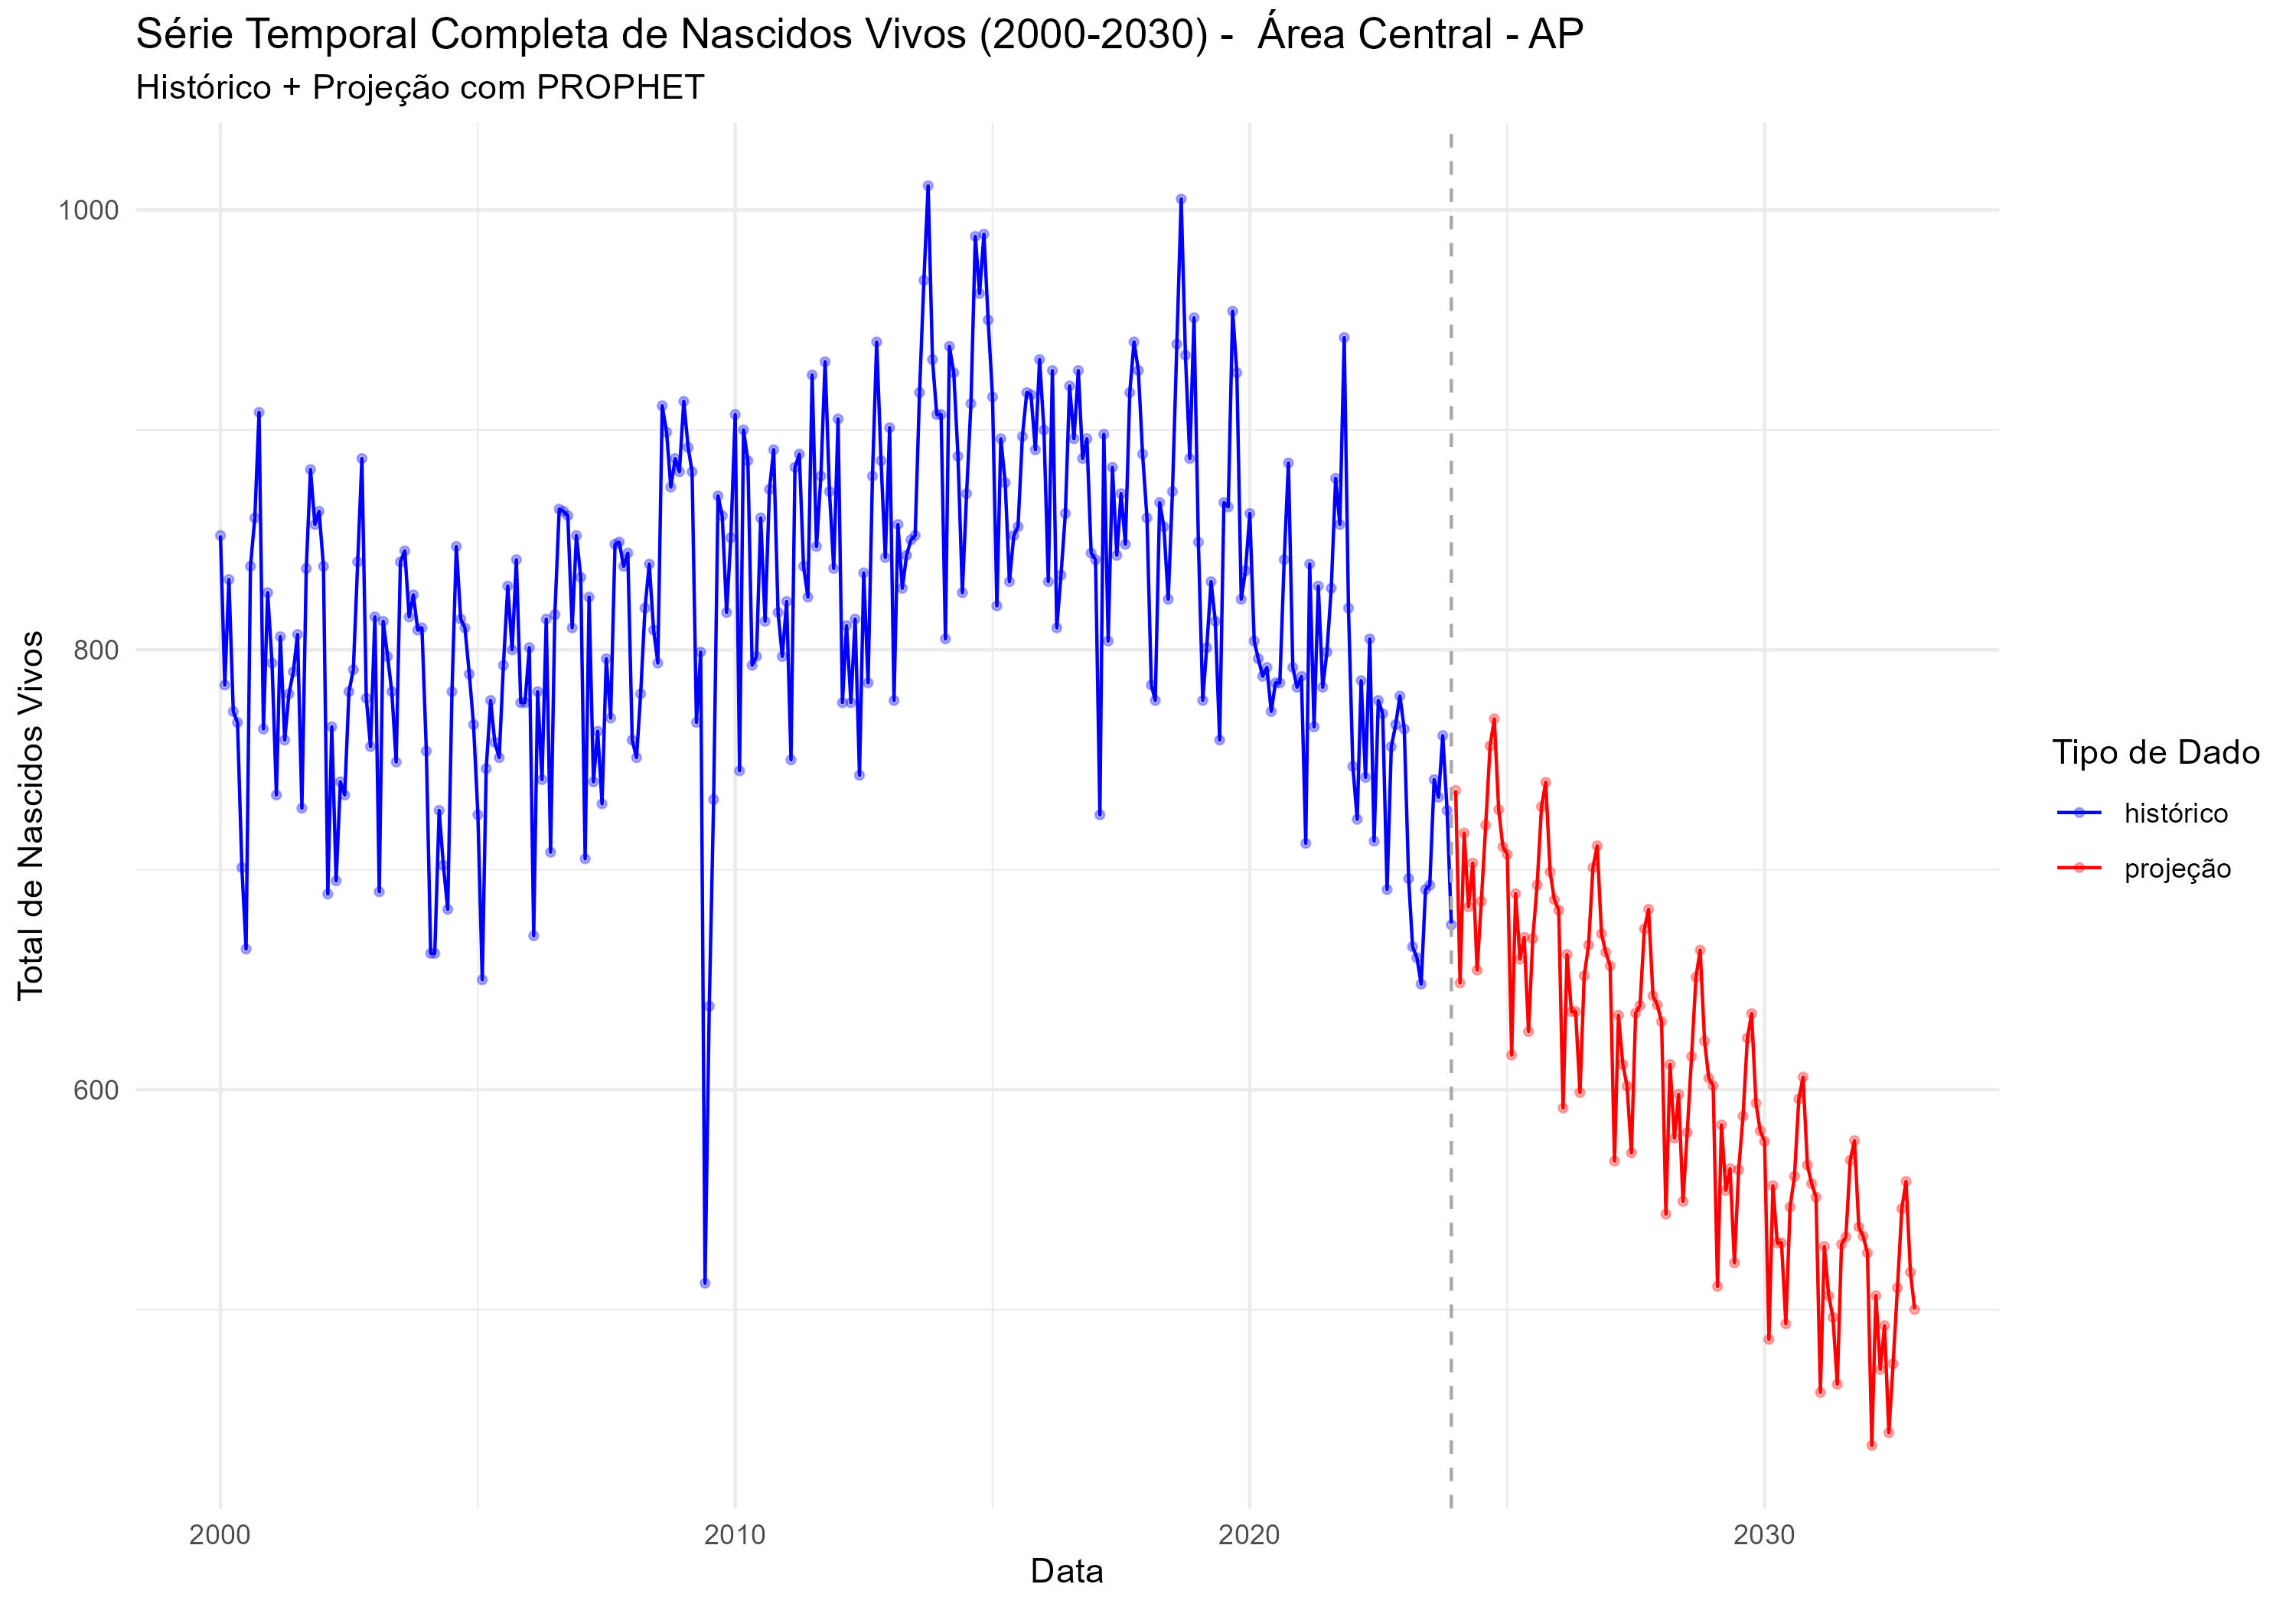 Série Temporal Completa de Nascidos Vivos (2000-2030) -  Área Central - AP
Histórico + Projeção com PROPHET
Total de Nascidos Vivos
1000
800
600
2000
2010
2020
2030
Data
Tipo de Dado
histórico
projeção